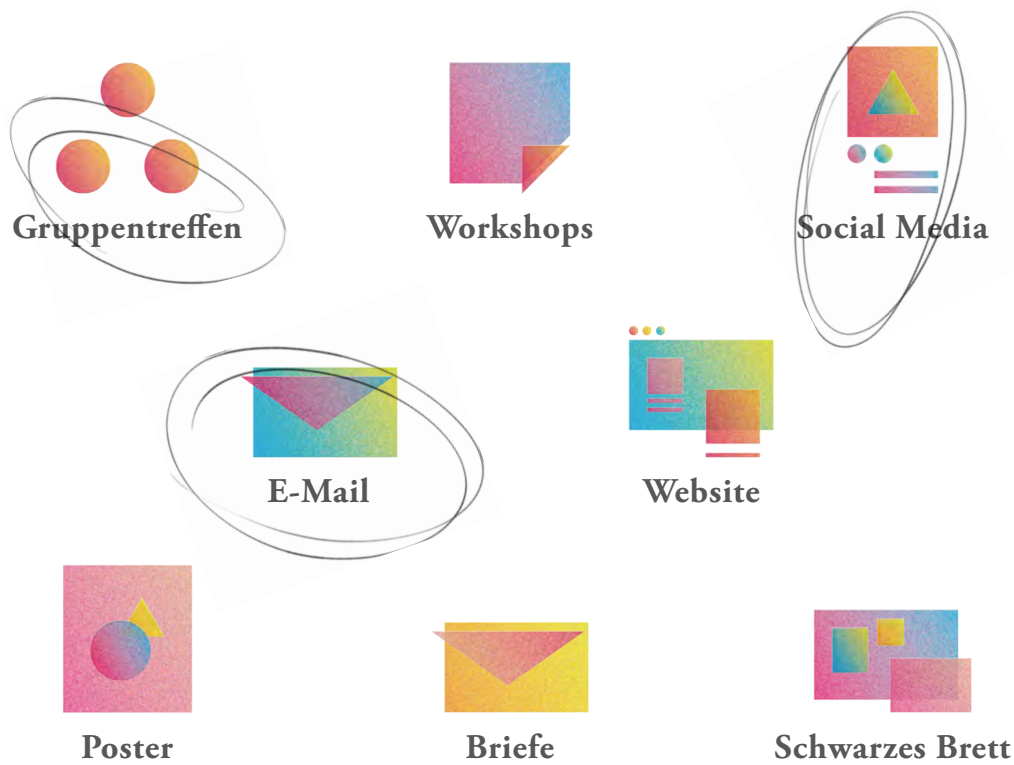 Gruppentreffen
Workshops
Social Media
E-Mail
Website
Poster
Briefe
Schwarzes Brett